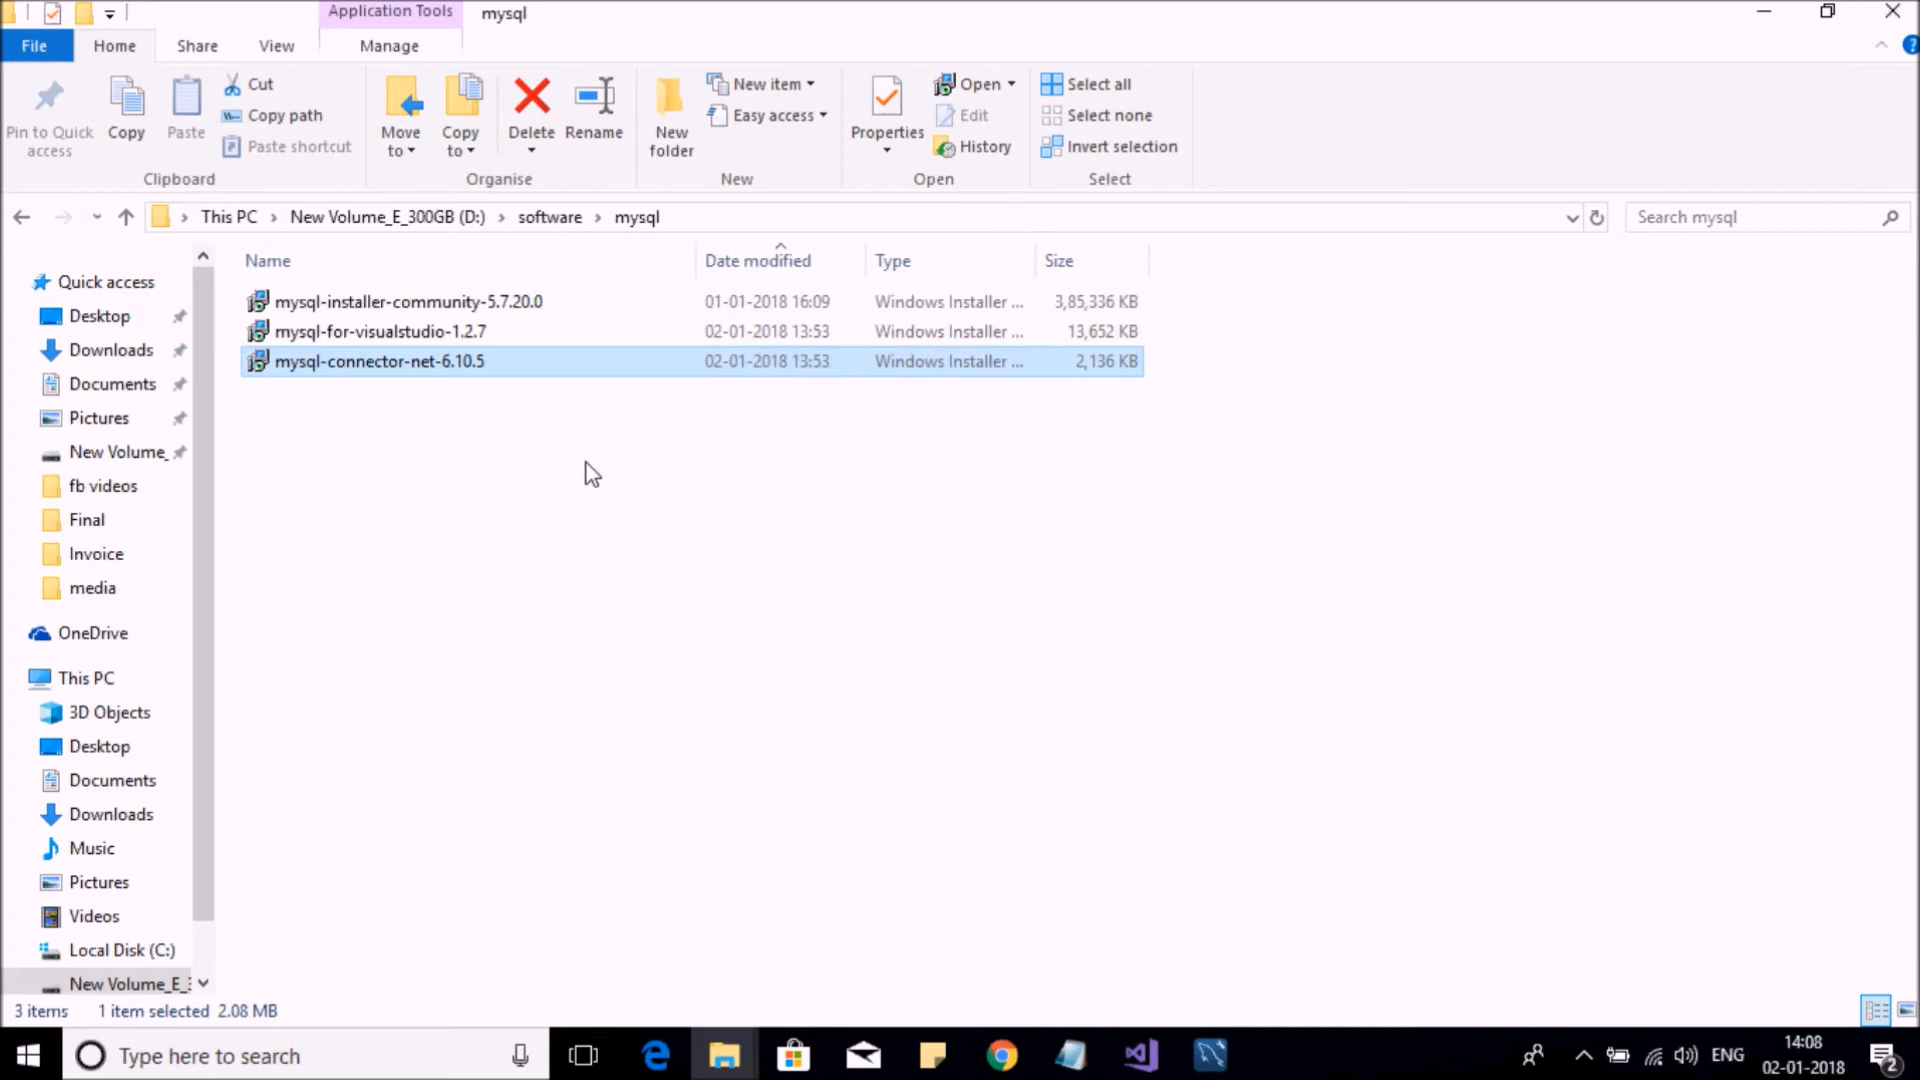 Application Tools
mysql
File
Home
Share
View
Manage
Pin to Quick access
Copy
Paste
Cut
Copy path
Paste shortcut
Move to
Copy to
Delete
Rename
New folder
New item
Easy access
Properties
Open
Edit
History
Select all
Select none
Invert selection
Clipboard
Organise
New
Open
Select
This PC
New Volume_E_300GB (D:)
software
mysql
Search mysql
Name
Date modified
Type
Size
mysql-installer-community-5.7.20.0
01-01-2018 16:09
Windows Installer ...
3,85,336 KB
mysql-for-visualstudio-1.2.7
02-01-2018 13:53
Windows Installer ...
13,652 KB
mysql-connector-net-6.10.5
02-01-2018 13:53
Windows Installer ...
2,136 KB
Quick access
Desktop
Downloads
Documents
Pictures
New Volume_
fb videos
Final
Invoice
media
OneDrive
This PC
3D Objects
Desktop
Documents
Downloads
Music
Pictures
Videos
Local Disk (C:)
New Volume_E_3
3 items
1 item selected 2.08 MB
Type here to search
ENG
14:08
02-01-2018
2